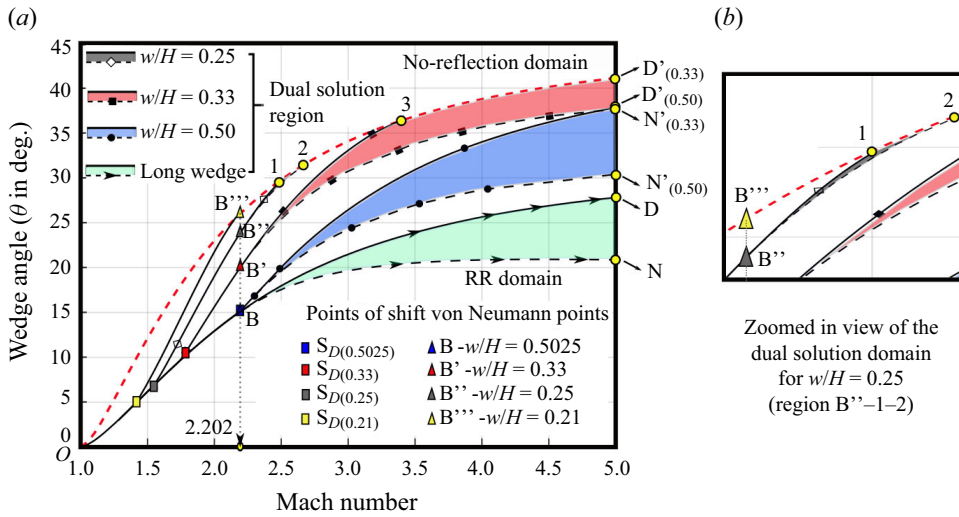 (a)
(b)
Wedge angle (θ in deg.)
45
40
35
30
25
20
15
10
5
0
O
w/H = 0.25
w/H = 0.33
w/H = 0.50
Long wedge
Dual solution
region
No-reflection domain
1
2
3
B'''
B''
B'
B
2.202
RR domain
D'(0.33)
D'(0.50)
N'(0.33)
N'(0.50)
D
N
Points of shift von Neumann points
SD(0.5025) B -w/H = 0.5025
SD(0.33) B' -w/H = 0.33
SD(0.25) B'' -w/H = 0.25
SD(0.21) B''' -w/H = 0.21
1.0 1.5 2.0 2.5 3.0 3.5 4.0 4.5 5.0
Mach number
1
2
B'''
B''
Zoomed in view of the
dual solution domain
for w/H = 0.25
(region B''–1–2)